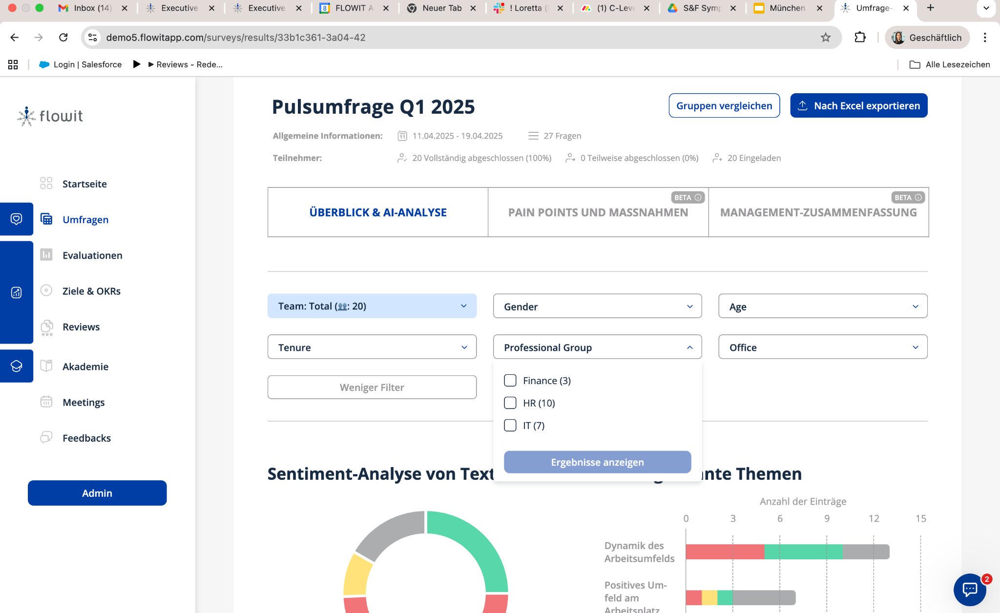 Inbox (14)
Executive
Executive
FLOWIT A
Neuer Tab
! Loretta (
(1) C-Leve
S&F Symp
München
Umfrage-
demo5.flowitapp.com/surveys/results/33b1c361-3a04-42
Geschäftlich
Login | Salesforce
Reviews - Rede...
Alle Lesezeichen
flowit
Startseite
Umfragen
Evaluationen
Ziele & OKRs
Reviews
Akademie
Meetings
Feedbacks
Admin
Pulsumfrage Q1 2025
Gruppen vergleichen
Nach Excel exportieren
Allgemeine Informationen: 11.04.2025 - 19.04.2025 27 Fragen
Teilnehmer: 20 Vollständig abgeschlossen (100%) 0 Teilweise abgeschlossen (0%) 20 Eingeladen
ÜBERBLICK & AI-ANALYSE
BETA
PAIN POINTS UND MASSNAHMEN
BETA
MANAGEMENT-ZUSAMMENFASSUNG
Team: Total (👥: 20)
Gender
Age
Tenure
Professional Group
Office
Weniger Filter
Finance (3)
HR (10)
IT (7)
Ergebnisse anzeigen
Sentiment-Analyse von Text
nte Themen
Anzahl der Einträge
0 3 6 9 12 15
Dynamik des
Arbeitsumfelds
Positives Um-
feld am
Arbeitsplatz
2